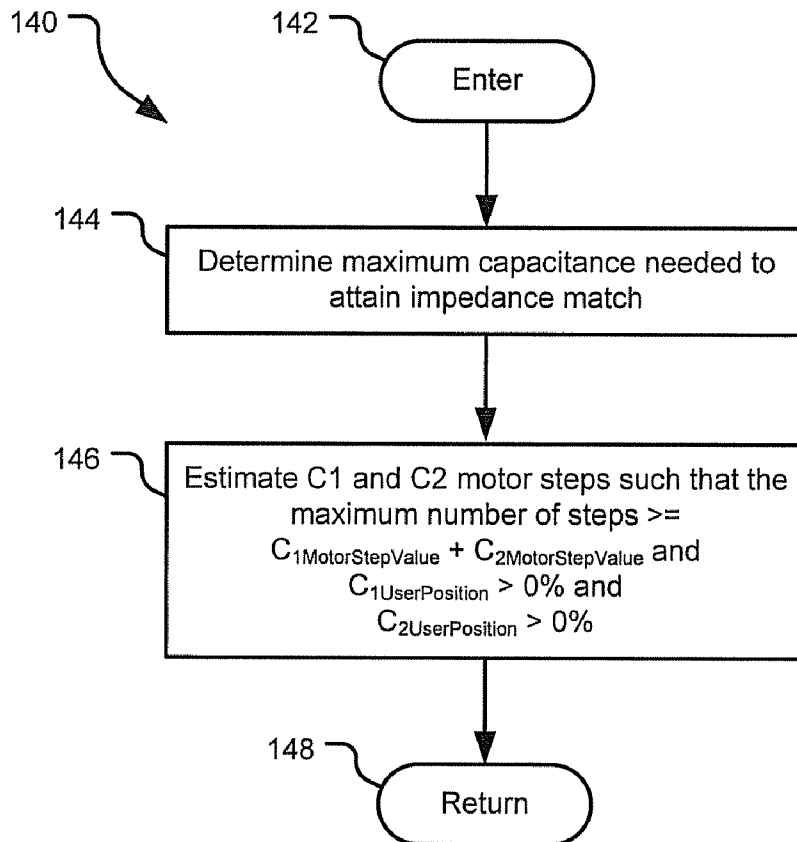 140
142
Enter
144
Determine maximum capacitance needed to
attain impedance match
146
Estimate C1 and C2 motor steps such that the
maximum number of steps >=
C1MotorStepValue + C2MotorStepValue and
C1UserPosition > 0% and
C2UserPosition > 0%
148
Return